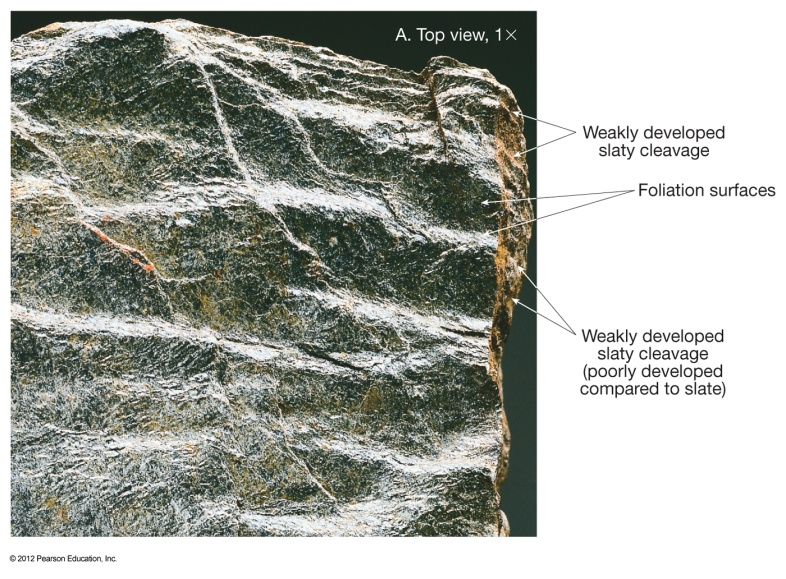 A. Top view, 1×
Weakly developed
slaty cleavage
Foliation surfaces
Weakly developed
slaty cleavage
(poorly developed
compared to slate)
© 2012 Pearson Education, Inc.